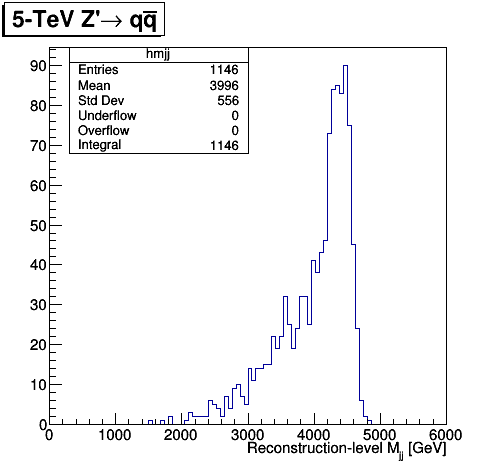 5-TeV Z'→ qq̅
hmjj
Entries 1146
Mean 3996
Std Dev 556
Underflow 0
Overflow 0
Integral 1146
90
80
70
60
50
40
30
20
10
0
0 1000 2000 3000 4000 5000 6000
Reconstruction-level Mjj [GeV]